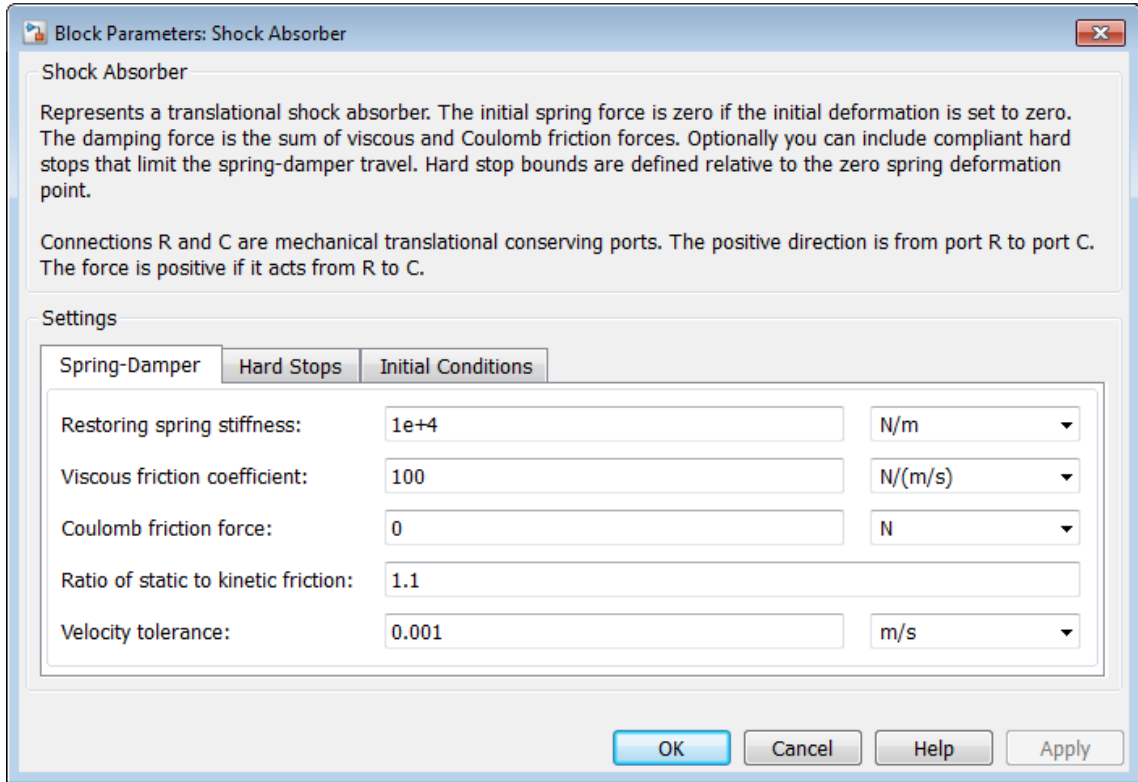 Block Parameters: Shock Absorber
Shock Absorber
Represents a translational shock absorber. The initial spring force is zero if the initial deformation is set to zero.
The damping force is the sum of viscous and Coulomb friction forces. Optionally you can include compliant hard
stops that limit the spring-damper travel. Hard stop bounds are defined relative to the zero spring deformation
point.
Connections R and C are mechanical translational conserving ports. The positive direction is from port R to port C.
The force is positive if it acts from R to C.
Settings
Spring-Damper Hard Stops Initial Conditions
Restoring spring stiffness: 1e+4 N/m
Viscous friction coefficient: 100 N/(m/s)
Coulomb friction force: 0 N
Ratio of static to kinetic friction: 1.1
Velocity tolerance: 0.001 m/s
OK Cancel Help Apply